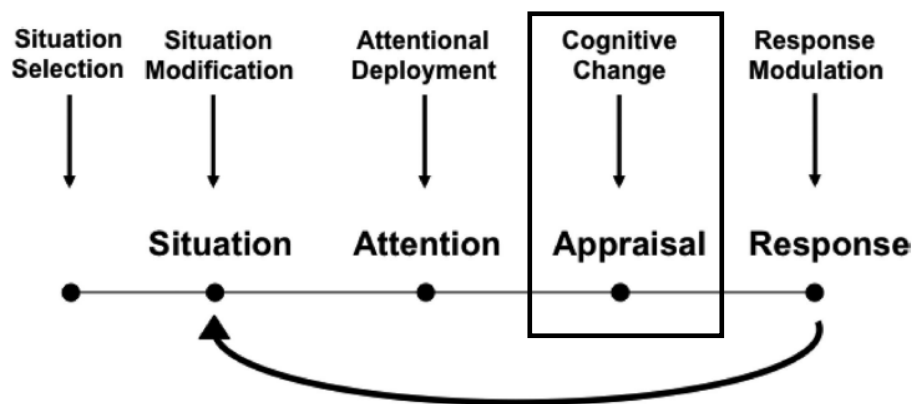 Situation
Selection
Situation
Modification
Attentional
Deployment
Cognitive
Change
Response
Modulation
Situation
Attention
Appraisal
Response